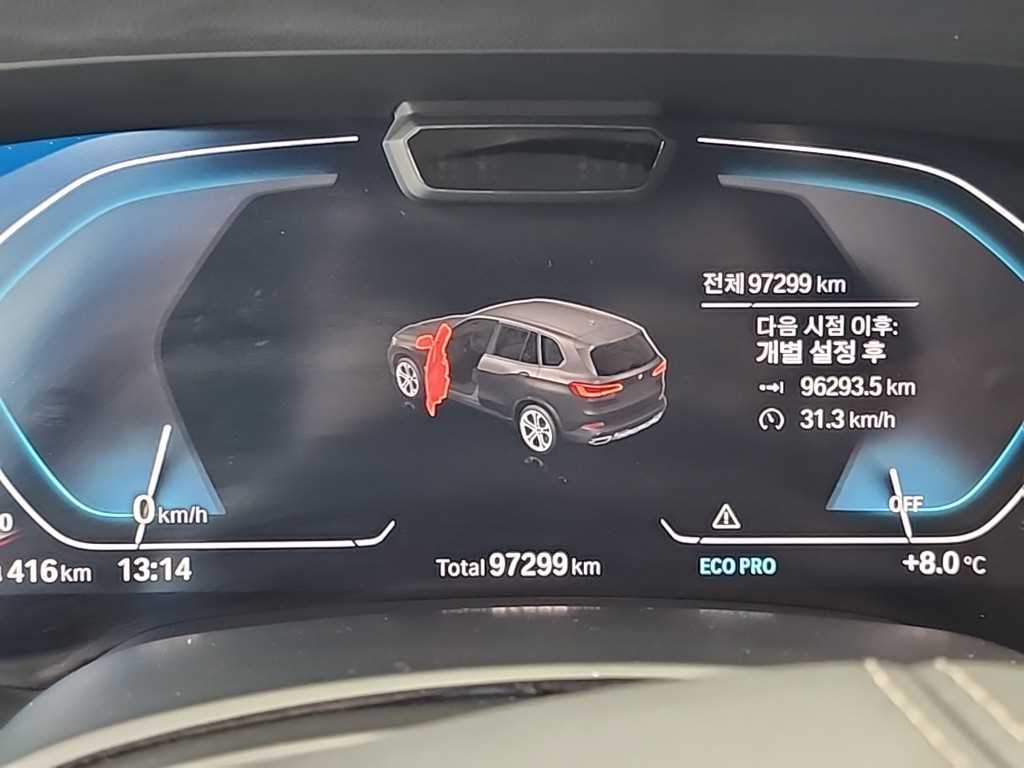 전체 97299 km
다음 시점 이후:
개별 설정 후
96293.5 km
31.3 km/h
0 km/h
OFF
416 km
13:14
Total 97299 km
ECO PRO
+8.0 °C